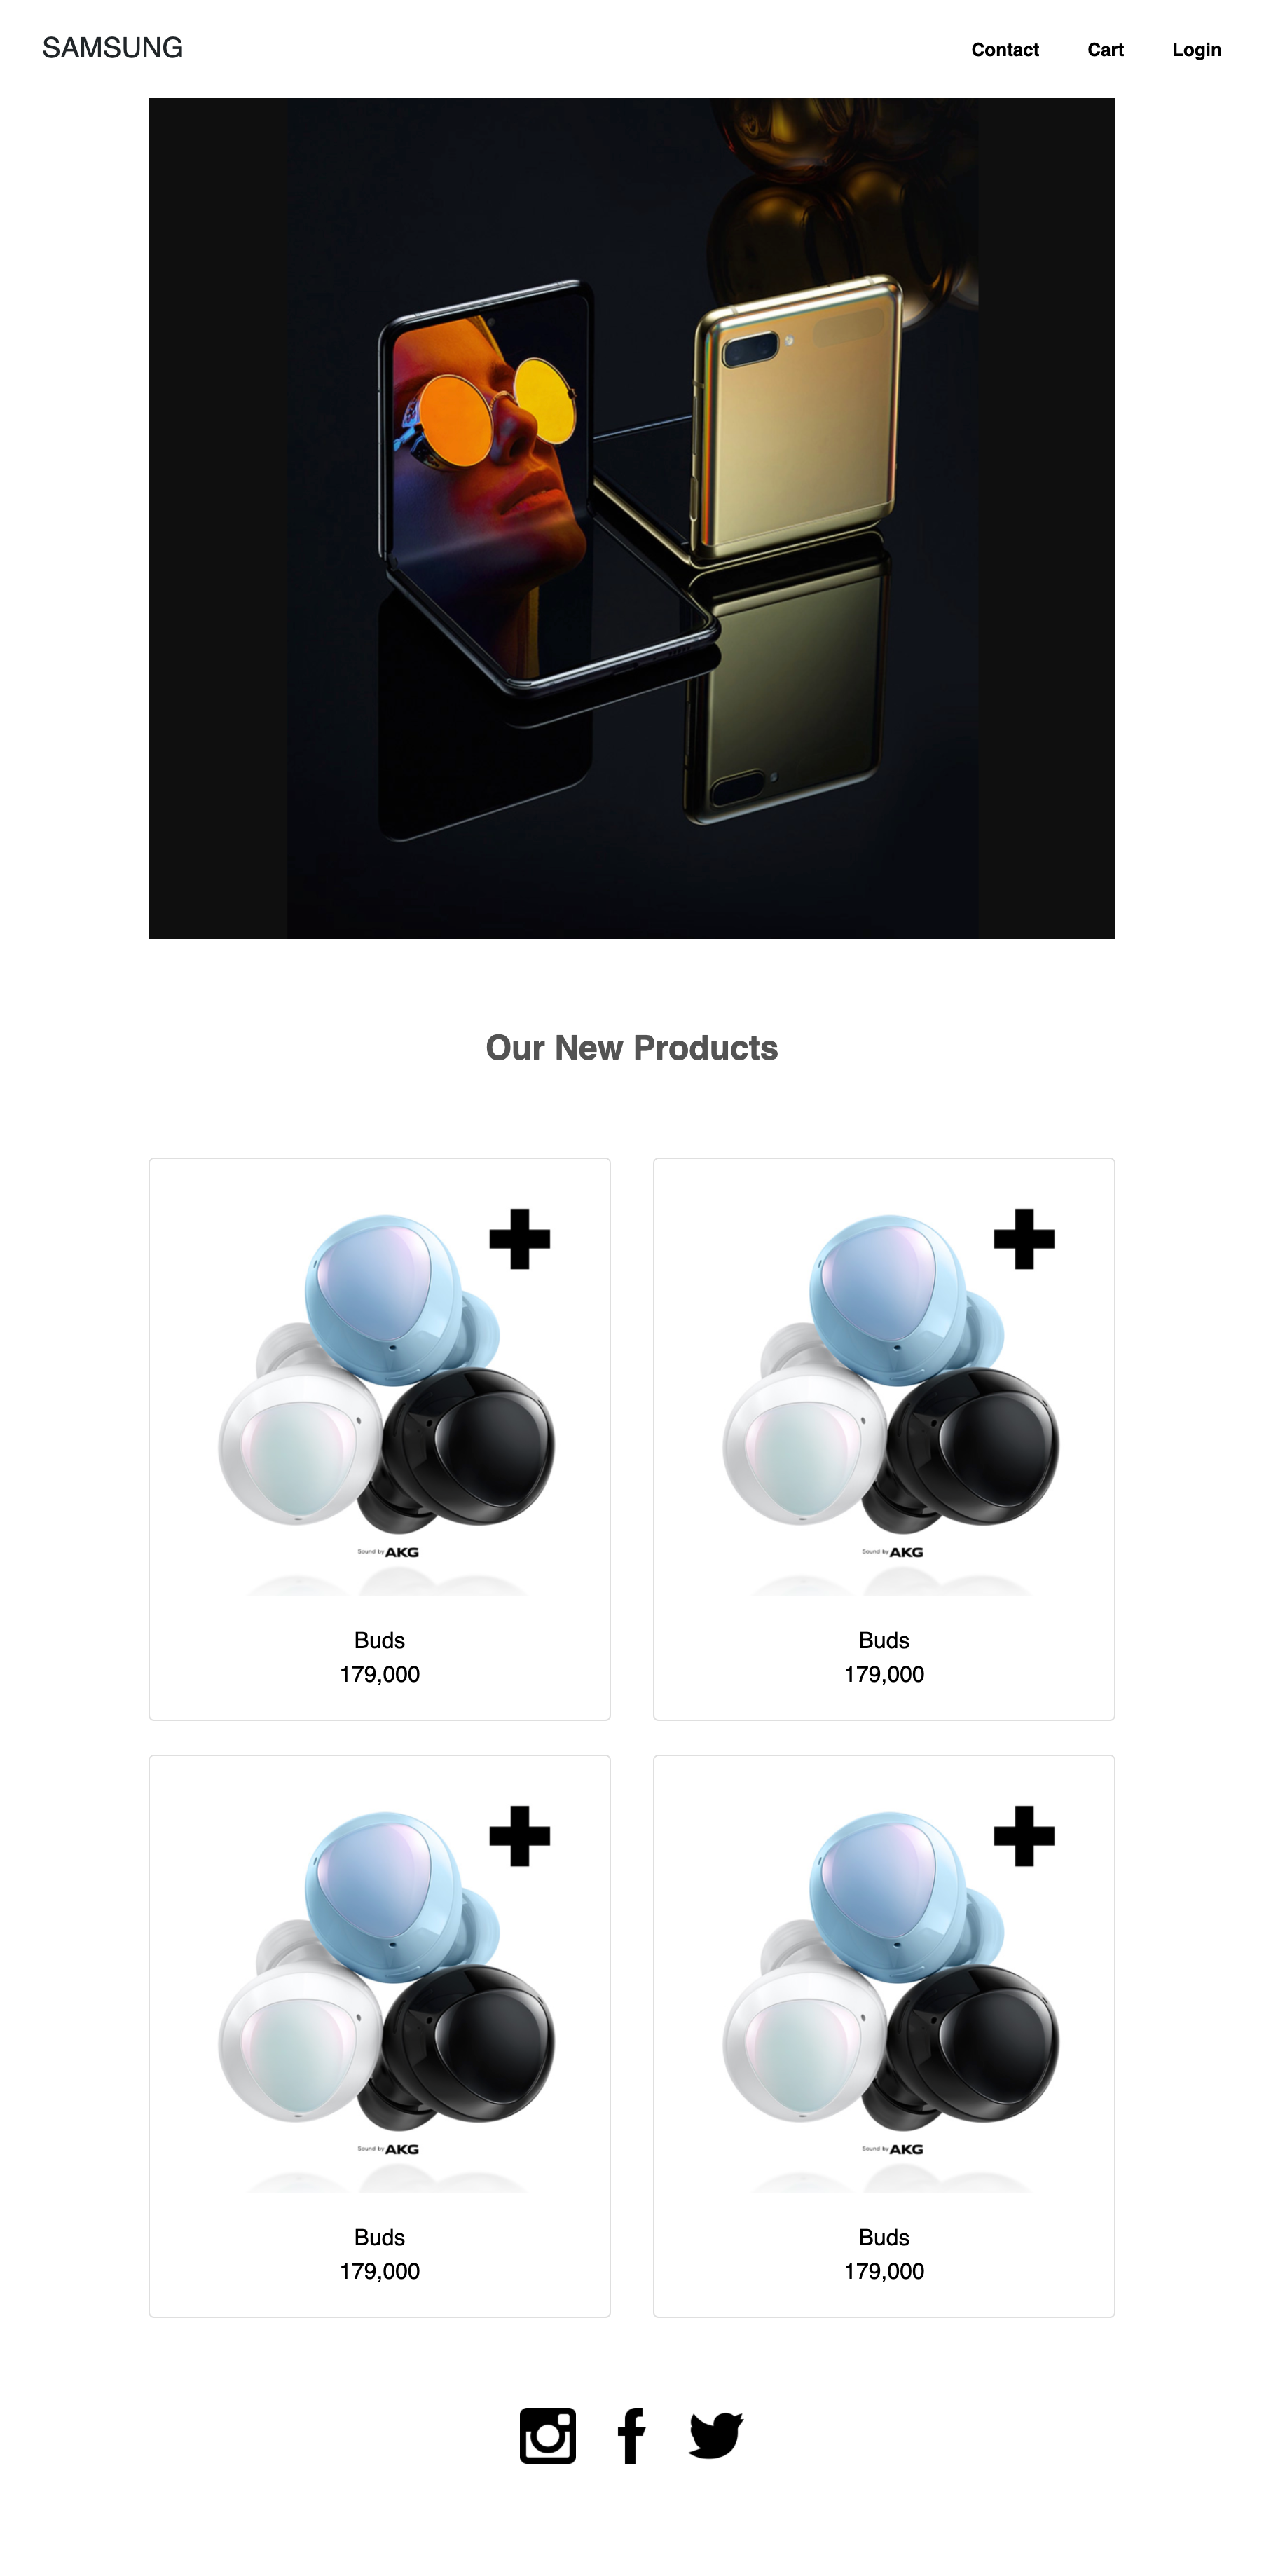 SAMSUNG
Contact Cart Login
Our New Products
Sound by AKG
Buds
179,000
Sound by AKG
Buds
179,000
Sound by AKG
Buds
179,000
Sound by AKG
Buds
179,000